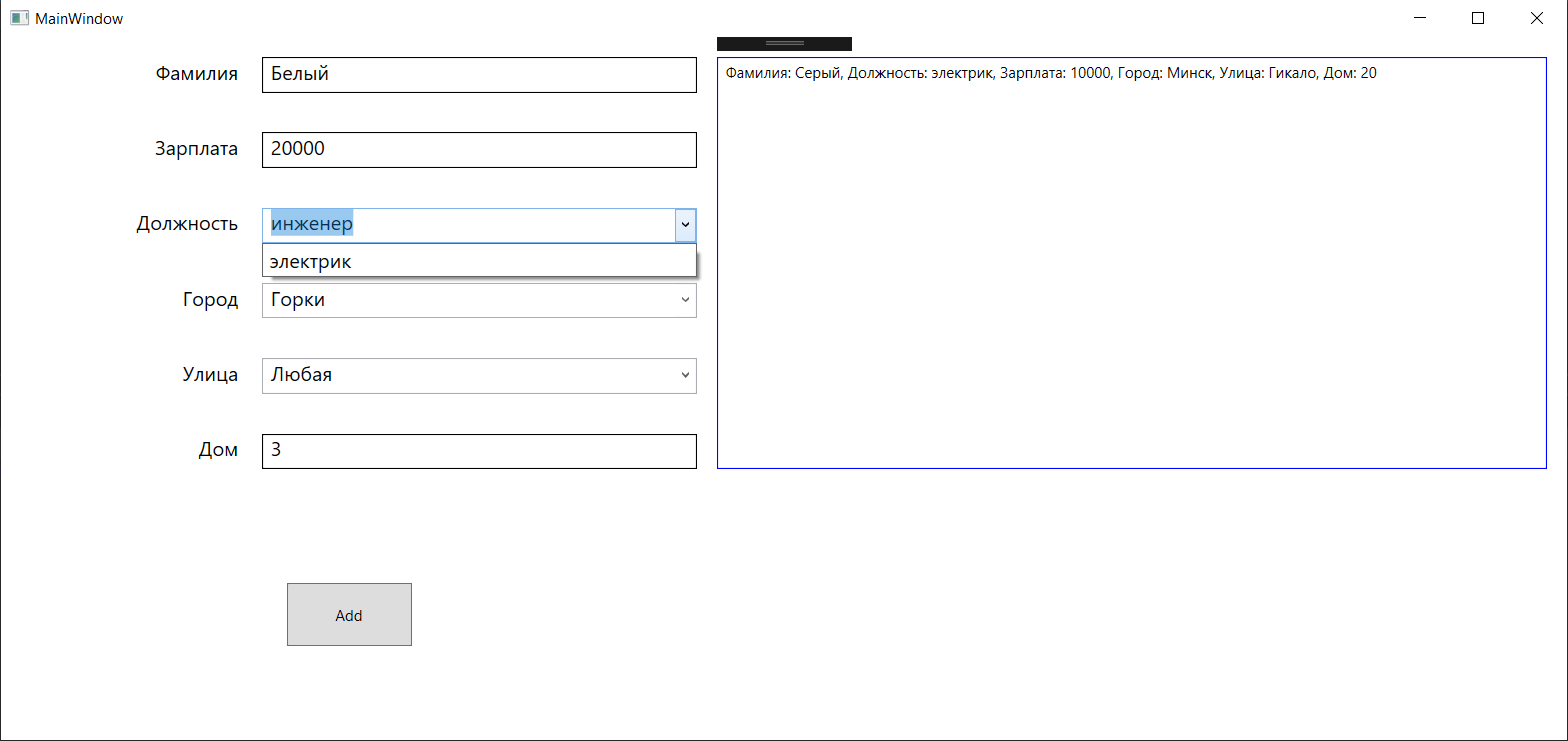 MainWindow
Фамилия
Белый
Зарплата
20000
Должность
инженер
электрик
Город
Горки
Улица
Любая
Дом
3
Add
Фамилия: Серый, Должность: электрик, Зарплата: 10000, Город: Минск, Улица: Гикало, Дом: 20